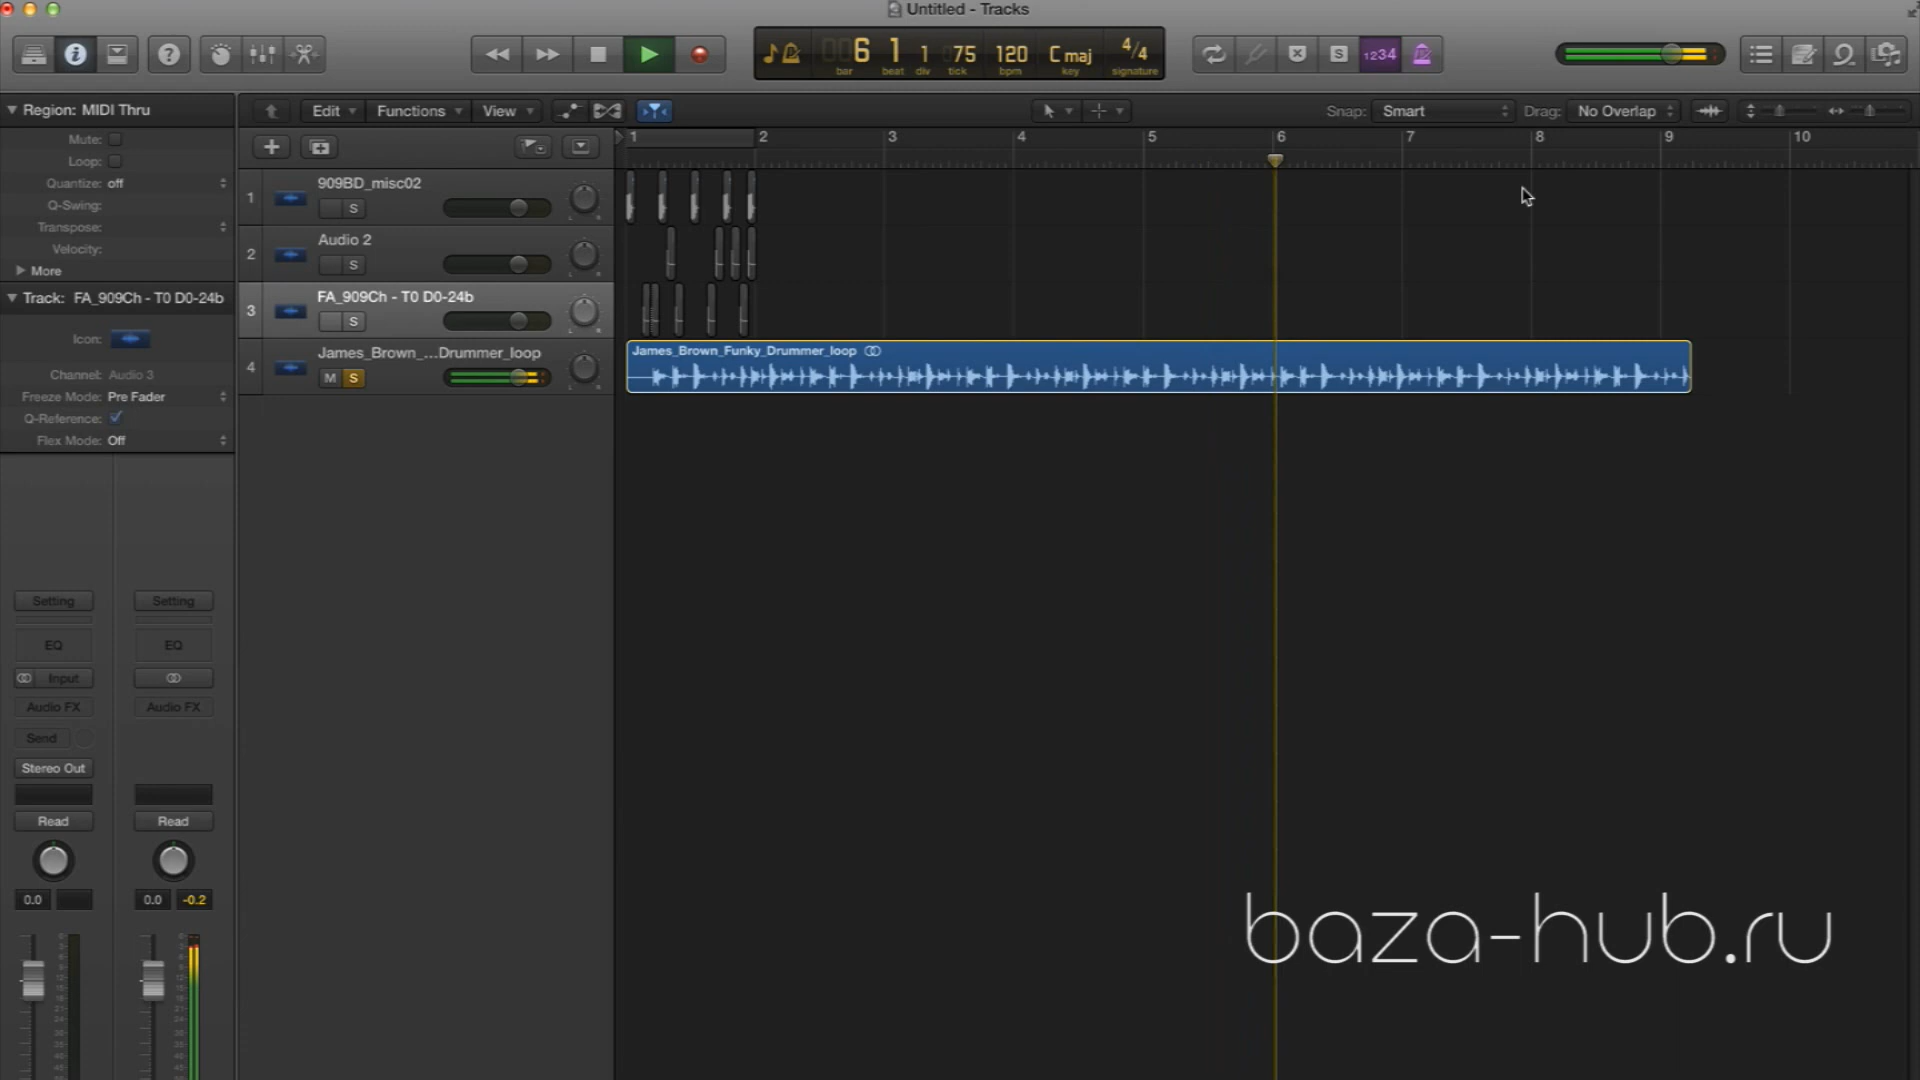 Untitled - Tracks
6 1 1 75 120 C maj 4/4
bar beat div tick bpm key signature
S 1234
Region: MIDI Thru
Edit Functions View
Snap: Smart Drag: No Overlap
Mute:
Loop:
Quantize: off
Q-Swing:
Transpose:
Velocity:
More
Track: FA_909Ch - T0 D0-24b
Icon:
Channel: Audio 3
Freeze Mode: Pre Fader
Q-Reference:
Flex Mode: Off
1 2 3 4 5 6 7 8 9 10
1 909BD_misc02
S
2 Audio 2
S
3 FA_909Ch - T0 D0-24b
S
4 James_Brown_...Drummer_loop
M S
James_Brown_Funky_Drummer_loop
Setting Setting
EQ EQ
Input
Audio FX Audio FX
Send
Stereo Out
Read Read
0.0 0.0 -0.2
baza-hub.ru